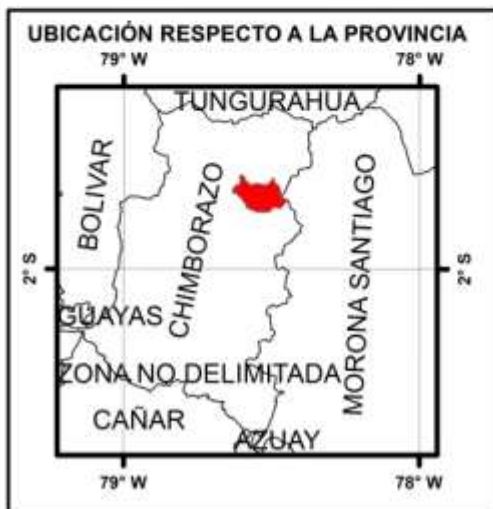 UBICACIÓN RESPECTO A LA PROVINCIA
79° W
78° W
TUNGURAHUA
BOLIVAR
CHIMBORAZO
MORONA SANTIAGO
2° S
2° S
GUAYAS
ZONA NO DELIMITADA
CAÑAR
AZUAY
79° W
78° W